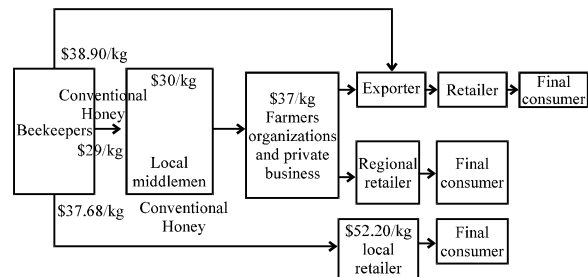 $38.90/kg
Conventional
Honey
Beekeepers
$29/kg
$37.68/kg
$30/kg
Local
middlemen
Conventional
Honey
$37/kg
Farmers
organizations
and private
business
Exporter
Retailer
Final
consumer
Regional
retailer
Final
consumer
$52.20/kg
local
retailer
Final
consumer